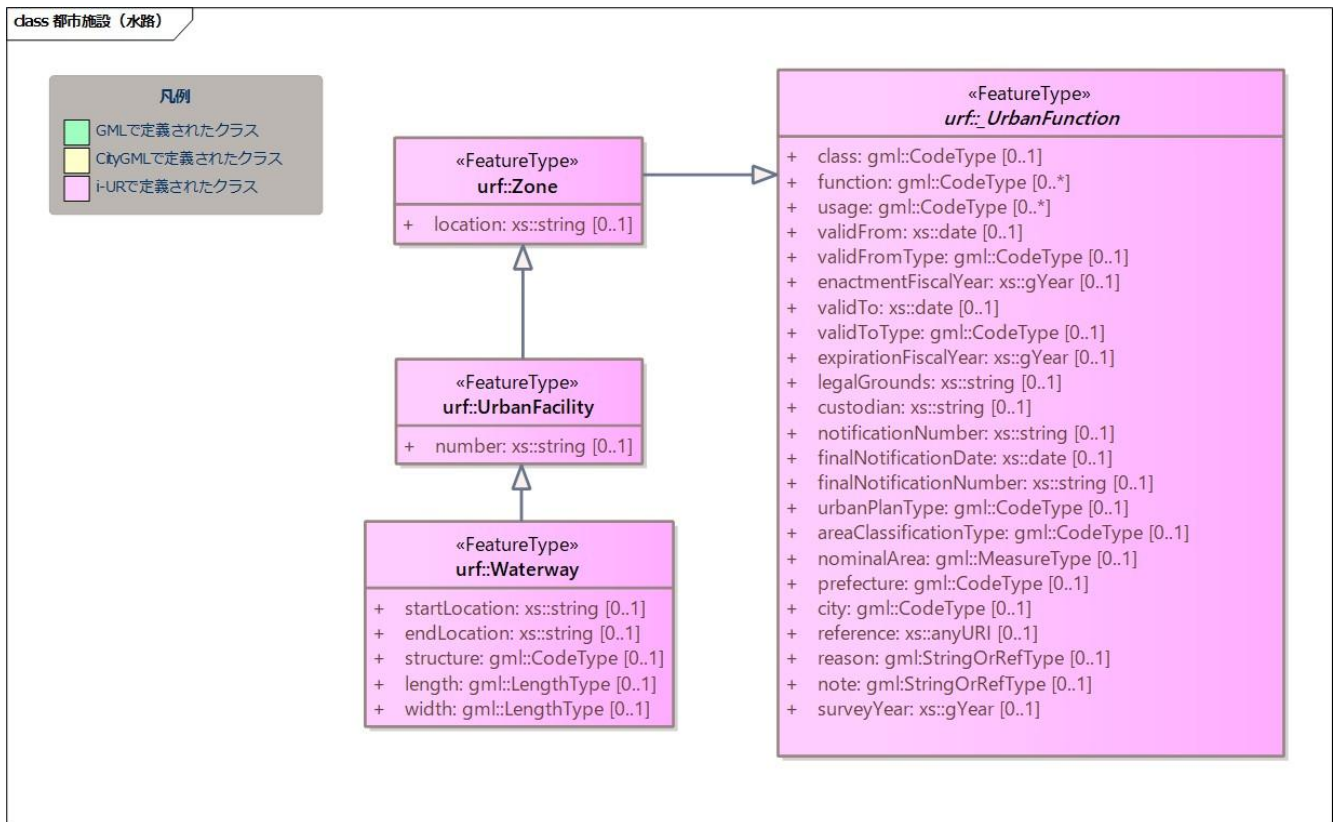 class 都市施設（水路）
凡例
GMLで定義されたクラス
CityGMLで定義されたクラス
i-URで定義されたクラス
«FeatureType»
urf::Zone
+ location: xs::string [0..1]
«FeatureType»
urf::UrbanFacility
+ number: xs::string [0..1]
«FeatureType»
urf::Waterway
+ startLocation: xs::string [0..1]
+ endLocation: xs::string [0..1]
+ structure: gml::CodeType [0..1]
+ length: gml::LengthType [0..1]
+ width: gml::LengthType [0..1]
«FeatureType»
urf::_UrbanFunction
+ class: gml::CodeType [0..1]
+ function: gml::CodeType [0..*]
+ usage: gml::CodeType [0..*]
+ validFrom: xs::date [0..1]
+ validFromType: gml::CodeType [0..1]
+ enactmentFiscalYear: xs::gYear [0..1]
+ validTo: xs::date [0..1]
+ validToType: gml::CodeType [0..1]
+ expirationFiscalYear: xs::gYear [0..1]
+ legalGrounds: xs::string [0..1]
+ custodian: xs::string [0..1]
+ notificationNumber: xs::string [0..1]
+ finalNotificationDate: xs::date [0..1]
+ finalNotificationNumber: xs::string [0..1]
+ urbanPlanType: gml::CodeType [0..1]
+ areaClassificationType: gml::CodeType [0..1]
+ nominalArea: gml::MeasureType [0..1]
+ prefecture: gml::CodeType [0..1]
+ city: gml::CodeType [0..1]
+ reference: xs::anyURI [0..1]
+ reason: gml:StringOrRefType [0..1]
+ note: gml:StringOrRefType [0..1]
+ surveyYear: xs::gYear [0..1]